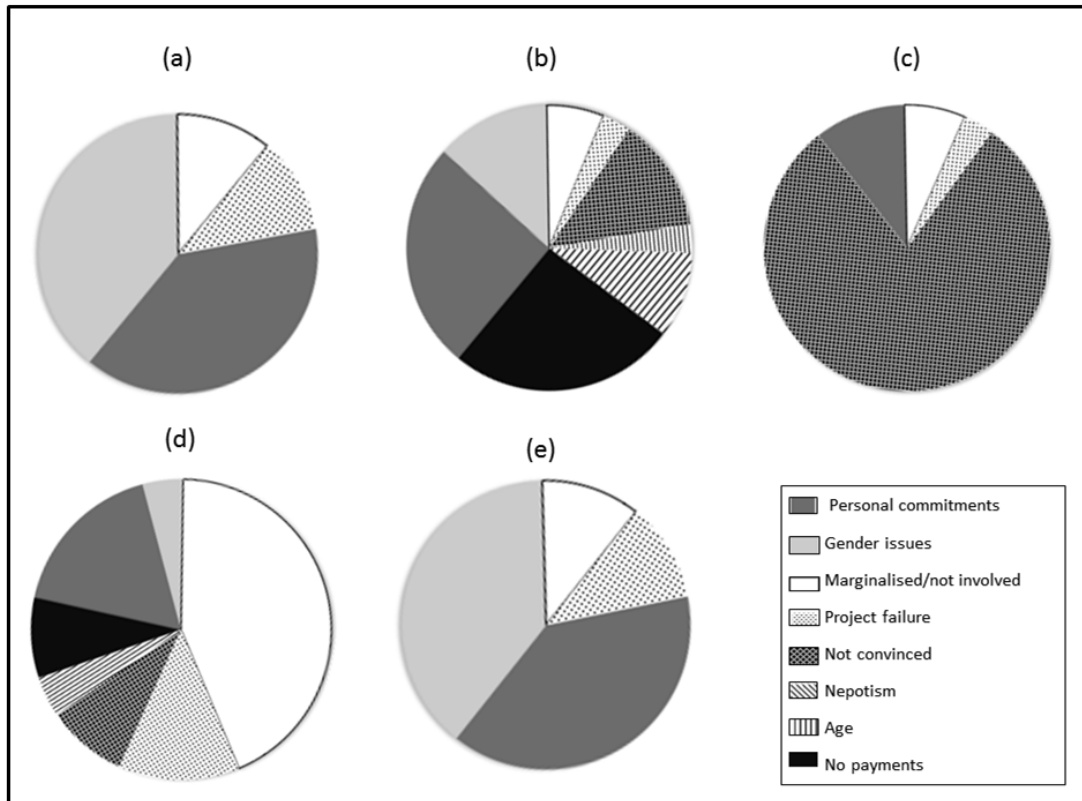 (a)
(b)
(c)
(d)
(e)
Personal commitments
Gender issues
Marginalised/not involved
Project failure
Not convinced
Nepotism
Age
No payments